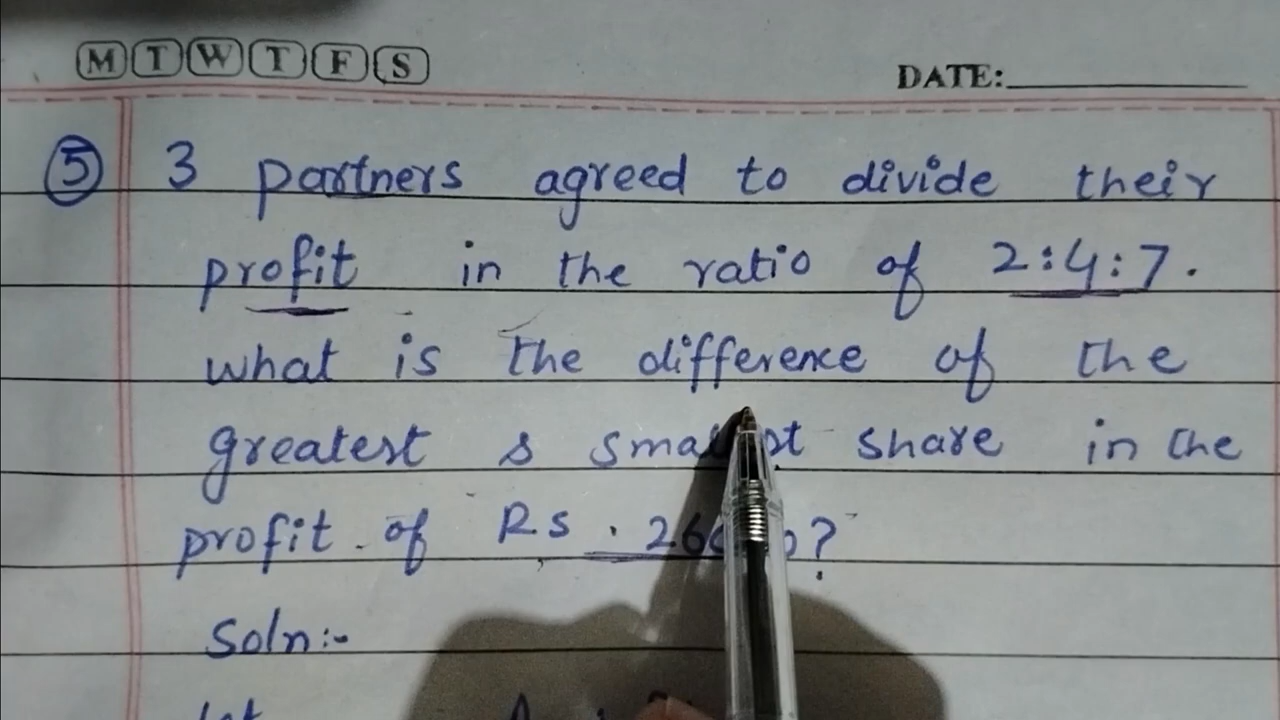 M T W T F S
DATE:
5 3 partners agreed to divide their
profit in the ratio of 2:4:7.
what is the difference of the
greatest & share in the
profit of Rs.
Soln:-